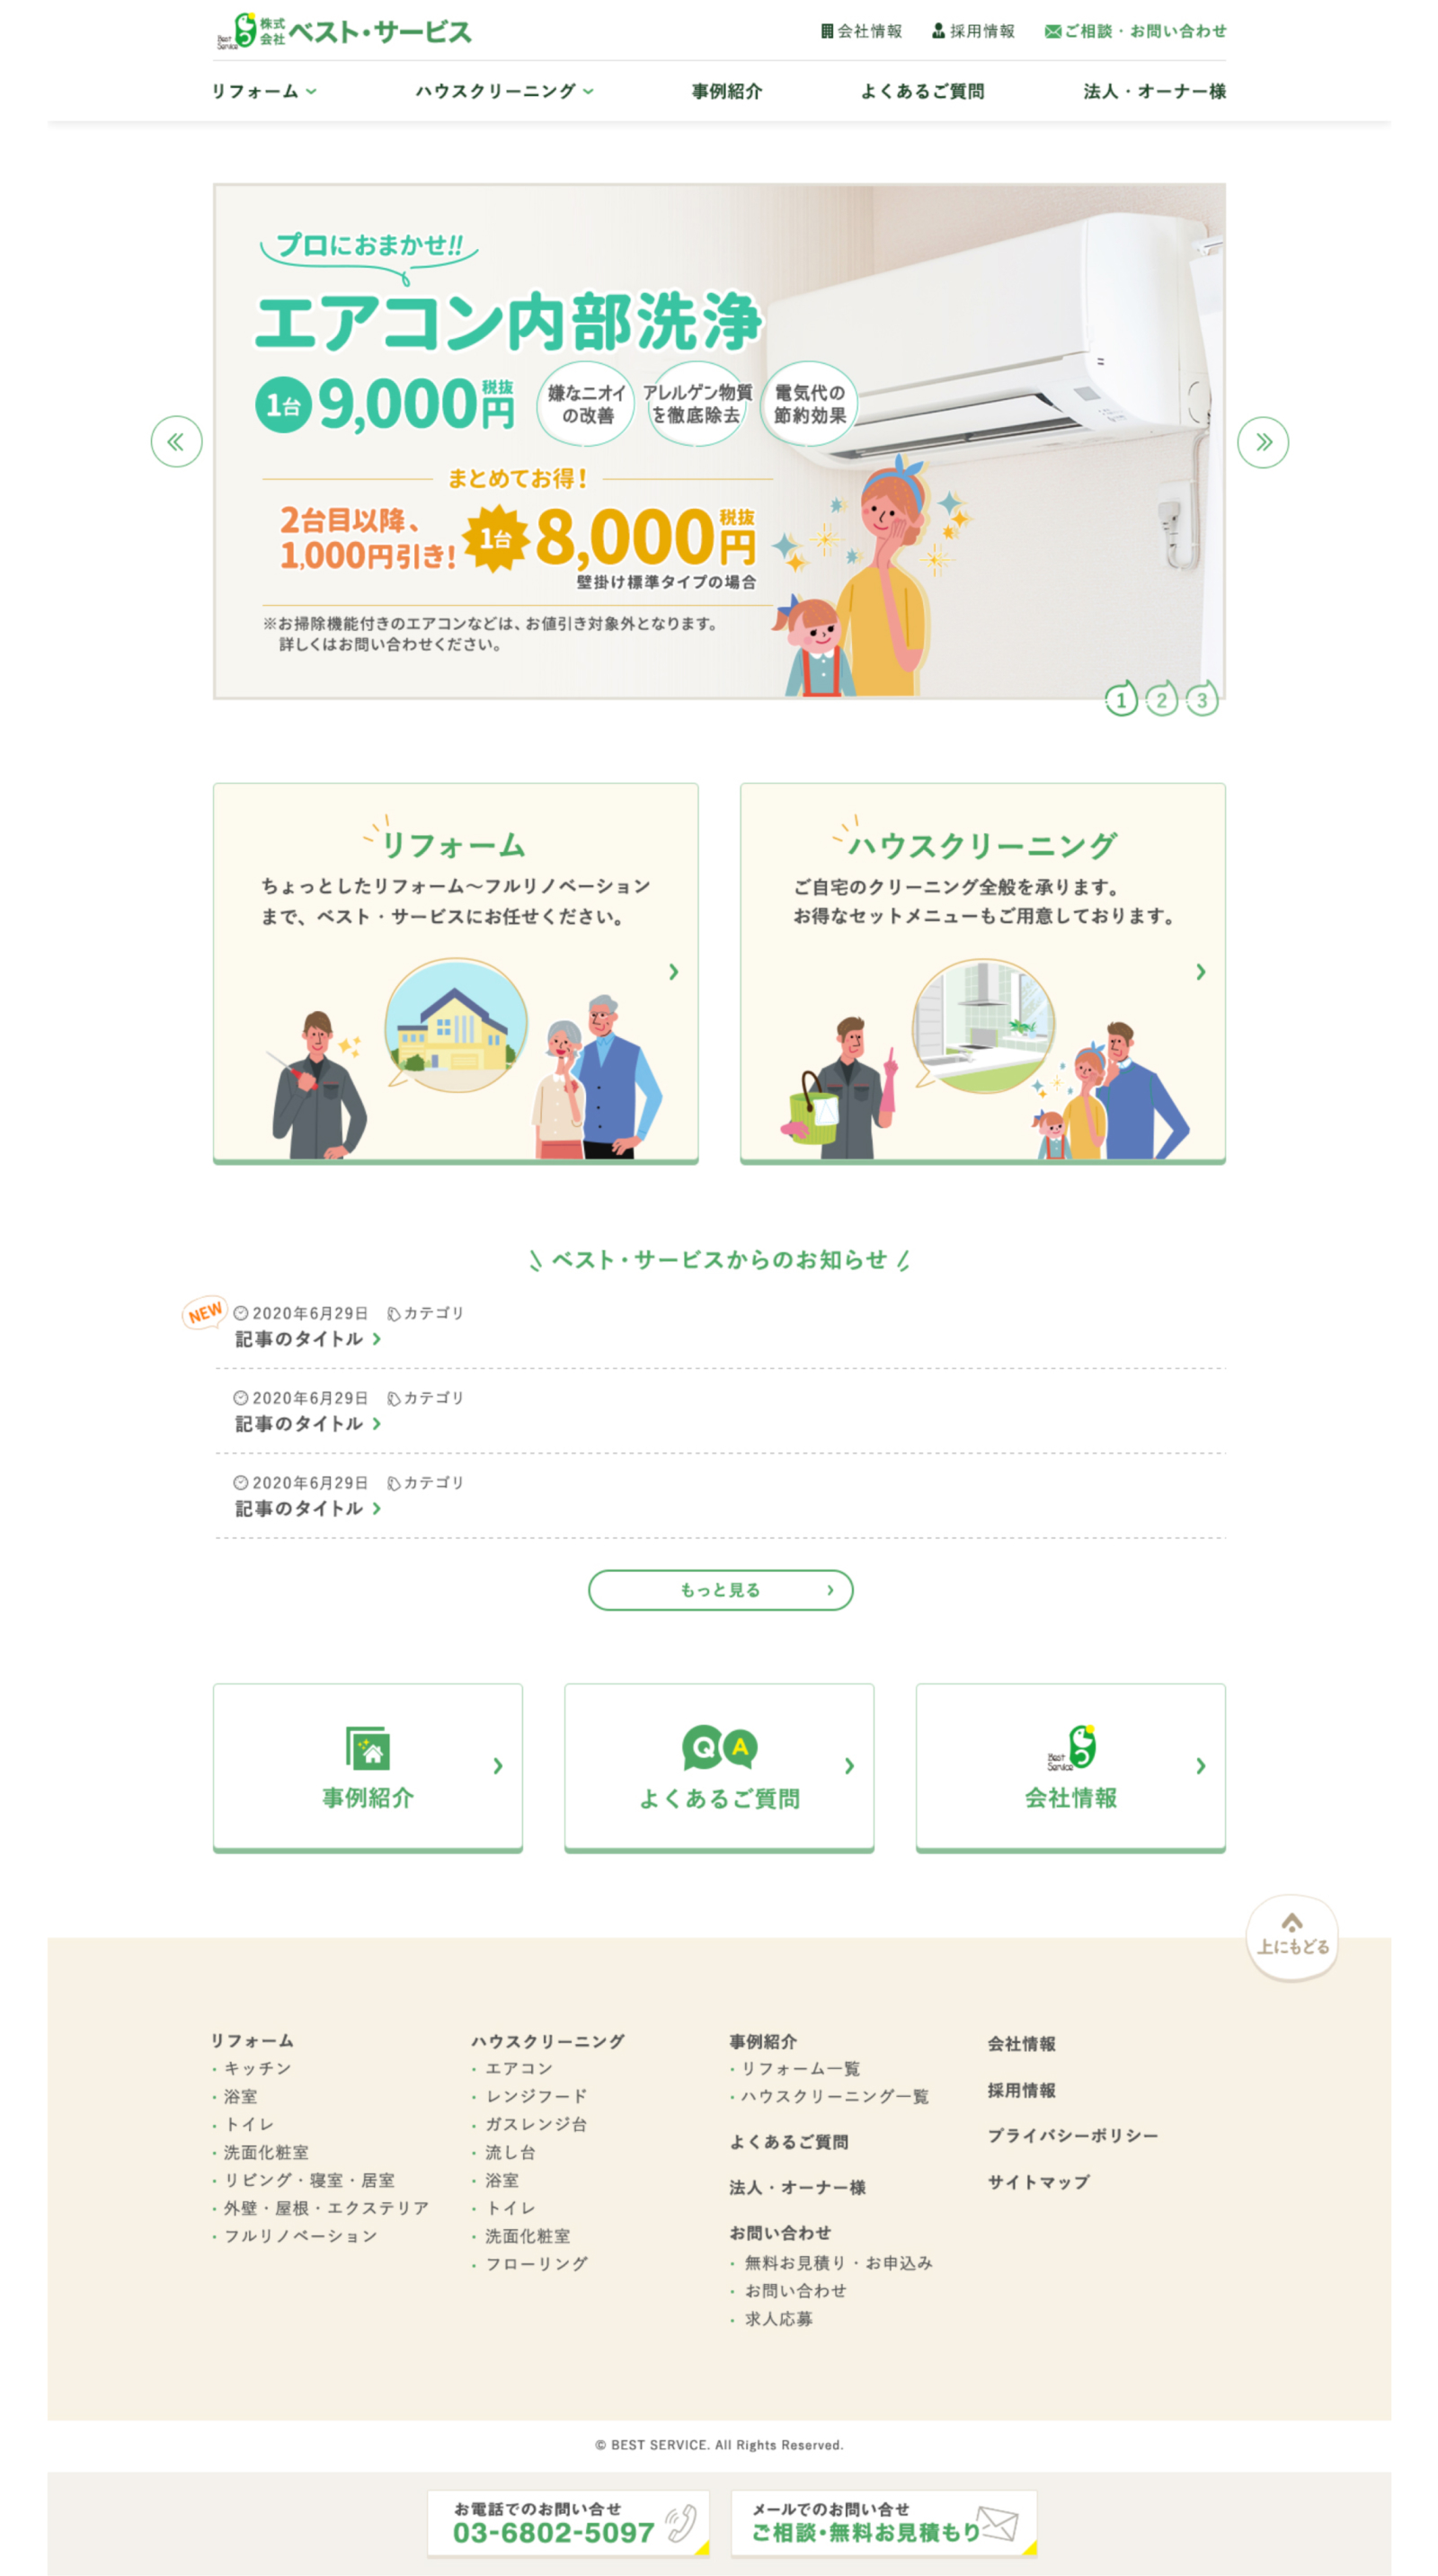 Best Service 株式会社 ベスト・サービス
会社情報 採用情報 ご相談・お問い合わせ
リフォーム ハウスクリーニング 事例紹介 よくあるご質問 法人・オーナー様
プロにおまかせ!!
エアコン内部洗浄
1台 9,000円 税抜
嫌なニオイの改善
アレルゲン物質を徹底除去
電気代の節約効果
まとめてお得！
2台目以降、
1,000円引き！
1台 8,000円 税抜
壁掛け標準タイプの場合
※お掃除機能付きのエアコンなどは、お値引き対象外となります。
詳しくはお問い合わせください。
1 2 3
リフォーム
ちょっとしたリフォーム〜フルリノベーション
まで、ベスト・サービスにお任せください。
ハウスクリーニング
ご自宅のクリーニング全般を承ります。
お得なセットメニューもご用意しております。
ベスト・サービスからのお知らせ
NEW 2020年6月29日 カテゴリ
記事のタイトル
2020年6月29日 カテゴリ
記事のタイトル
2020年6月29日 カテゴリ
記事のタイトル
もっと見る
事例紹介
QA
よくあるご質問
Best Service
会社情報
上にもどる
リフォーム
・キッチン
・浴室
・トイレ
・洗面化粧室
・リビング・寝室・居室
・外壁・屋根・エクステリア
・フルリノベーション
ハウスクリーニング
・エアコン
・レンジフード
・ガスレンジ台
・流し台
・浴室
・トイレ
・洗面化粧室
・フローリング
事例紹介
・リフォーム一覧
・ハウスクリーニング一覧
よくあるご質問
法人・オーナー様
お問い合わせ
・無料お見積り・お申込み
・お問い合わせ
・求人応募
会社情報
採用情報
プライバシーポリシー
サイトマップ
© BEST SERVICE. All Rights Reserved.
お電話でのお問い合せ
03-6802-5097
メールでのお問い合せ
ご相談・無料お見積もり